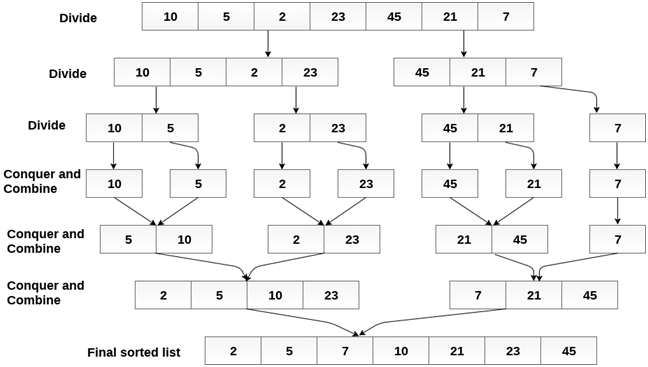 Divide 10 5 2 23 45 21 7
Divide 10 5 2 23 45 21 7
Divide 10 5 2 23 45 21 7
Conquer and
Combine 10 5 2 23 45 21 7
Conquer and
Combine 5 10 2 23 21 45 7
Conquer and
Combine 2 5 10 23 7 21 45
Final sorted list 2 5 7 10 21 23 45